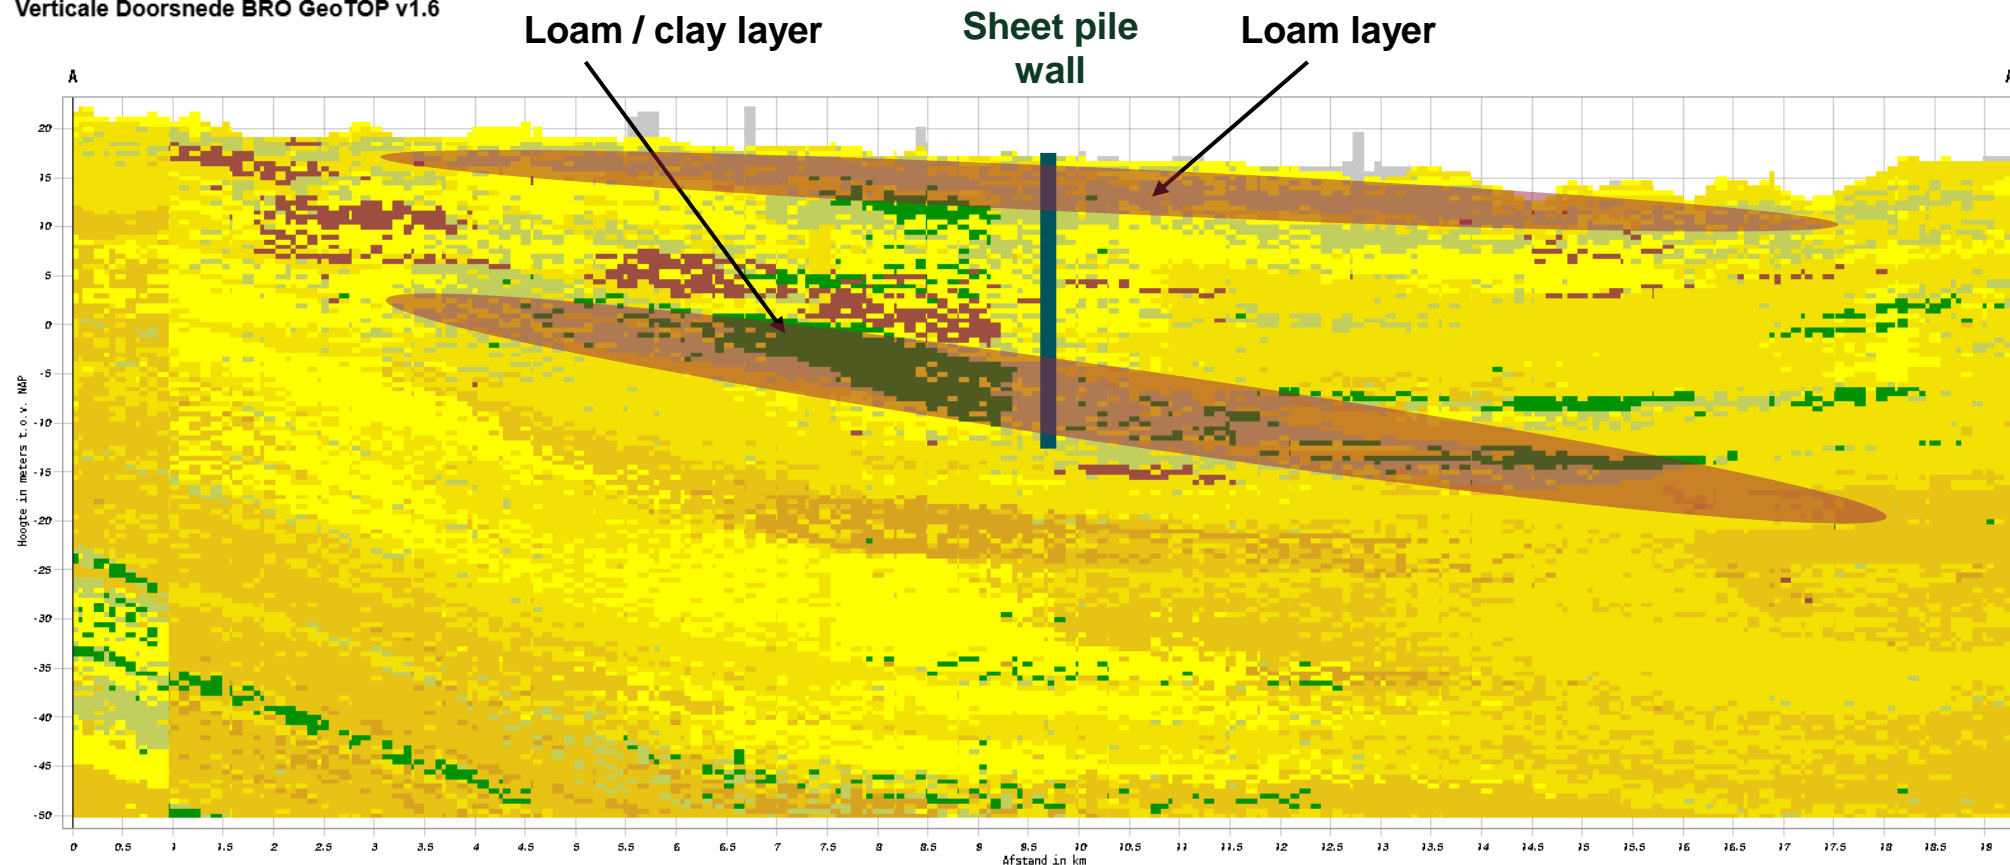 Verticale Doorsnede BRO GeoTOP v1.6
Loam / clay layer
Sheet pile
wall
Loam layer
A
20
15
10
5
0
-5
-10
-15
-20
-25
-30
-35
-40
-45
-50
Hoogte in meters t.o.v. NAP
0 0.5 1 1.5 2 2.5 3 3.5 4 4.5 5 5.5 6 6.5 7 7.5 8 8.5 9 9.5 10 10.5 11 11.5 12 12.5 13 13.5 14 14.5 15 15.5 16 16.5 17 17.5 18 18.5 19
Afstand in km